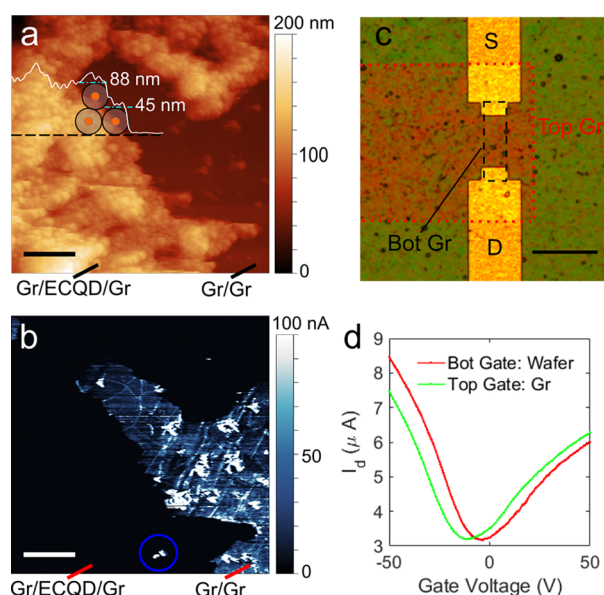 a
200 nm
88 nm
45 nm
100
0
Gr/ECQD/Gr
Gr/Gr
b
100 nA
0
Gr/ECQD/Gr
Gr/Gr
c
S
Top Gr
Bot Gr
D
d
9
8
7
6
5
4
3
Bot Gate: Wafer
Top Gate: Gr
I_d (μ A)
-50
0
50
Gate Voltage (V)